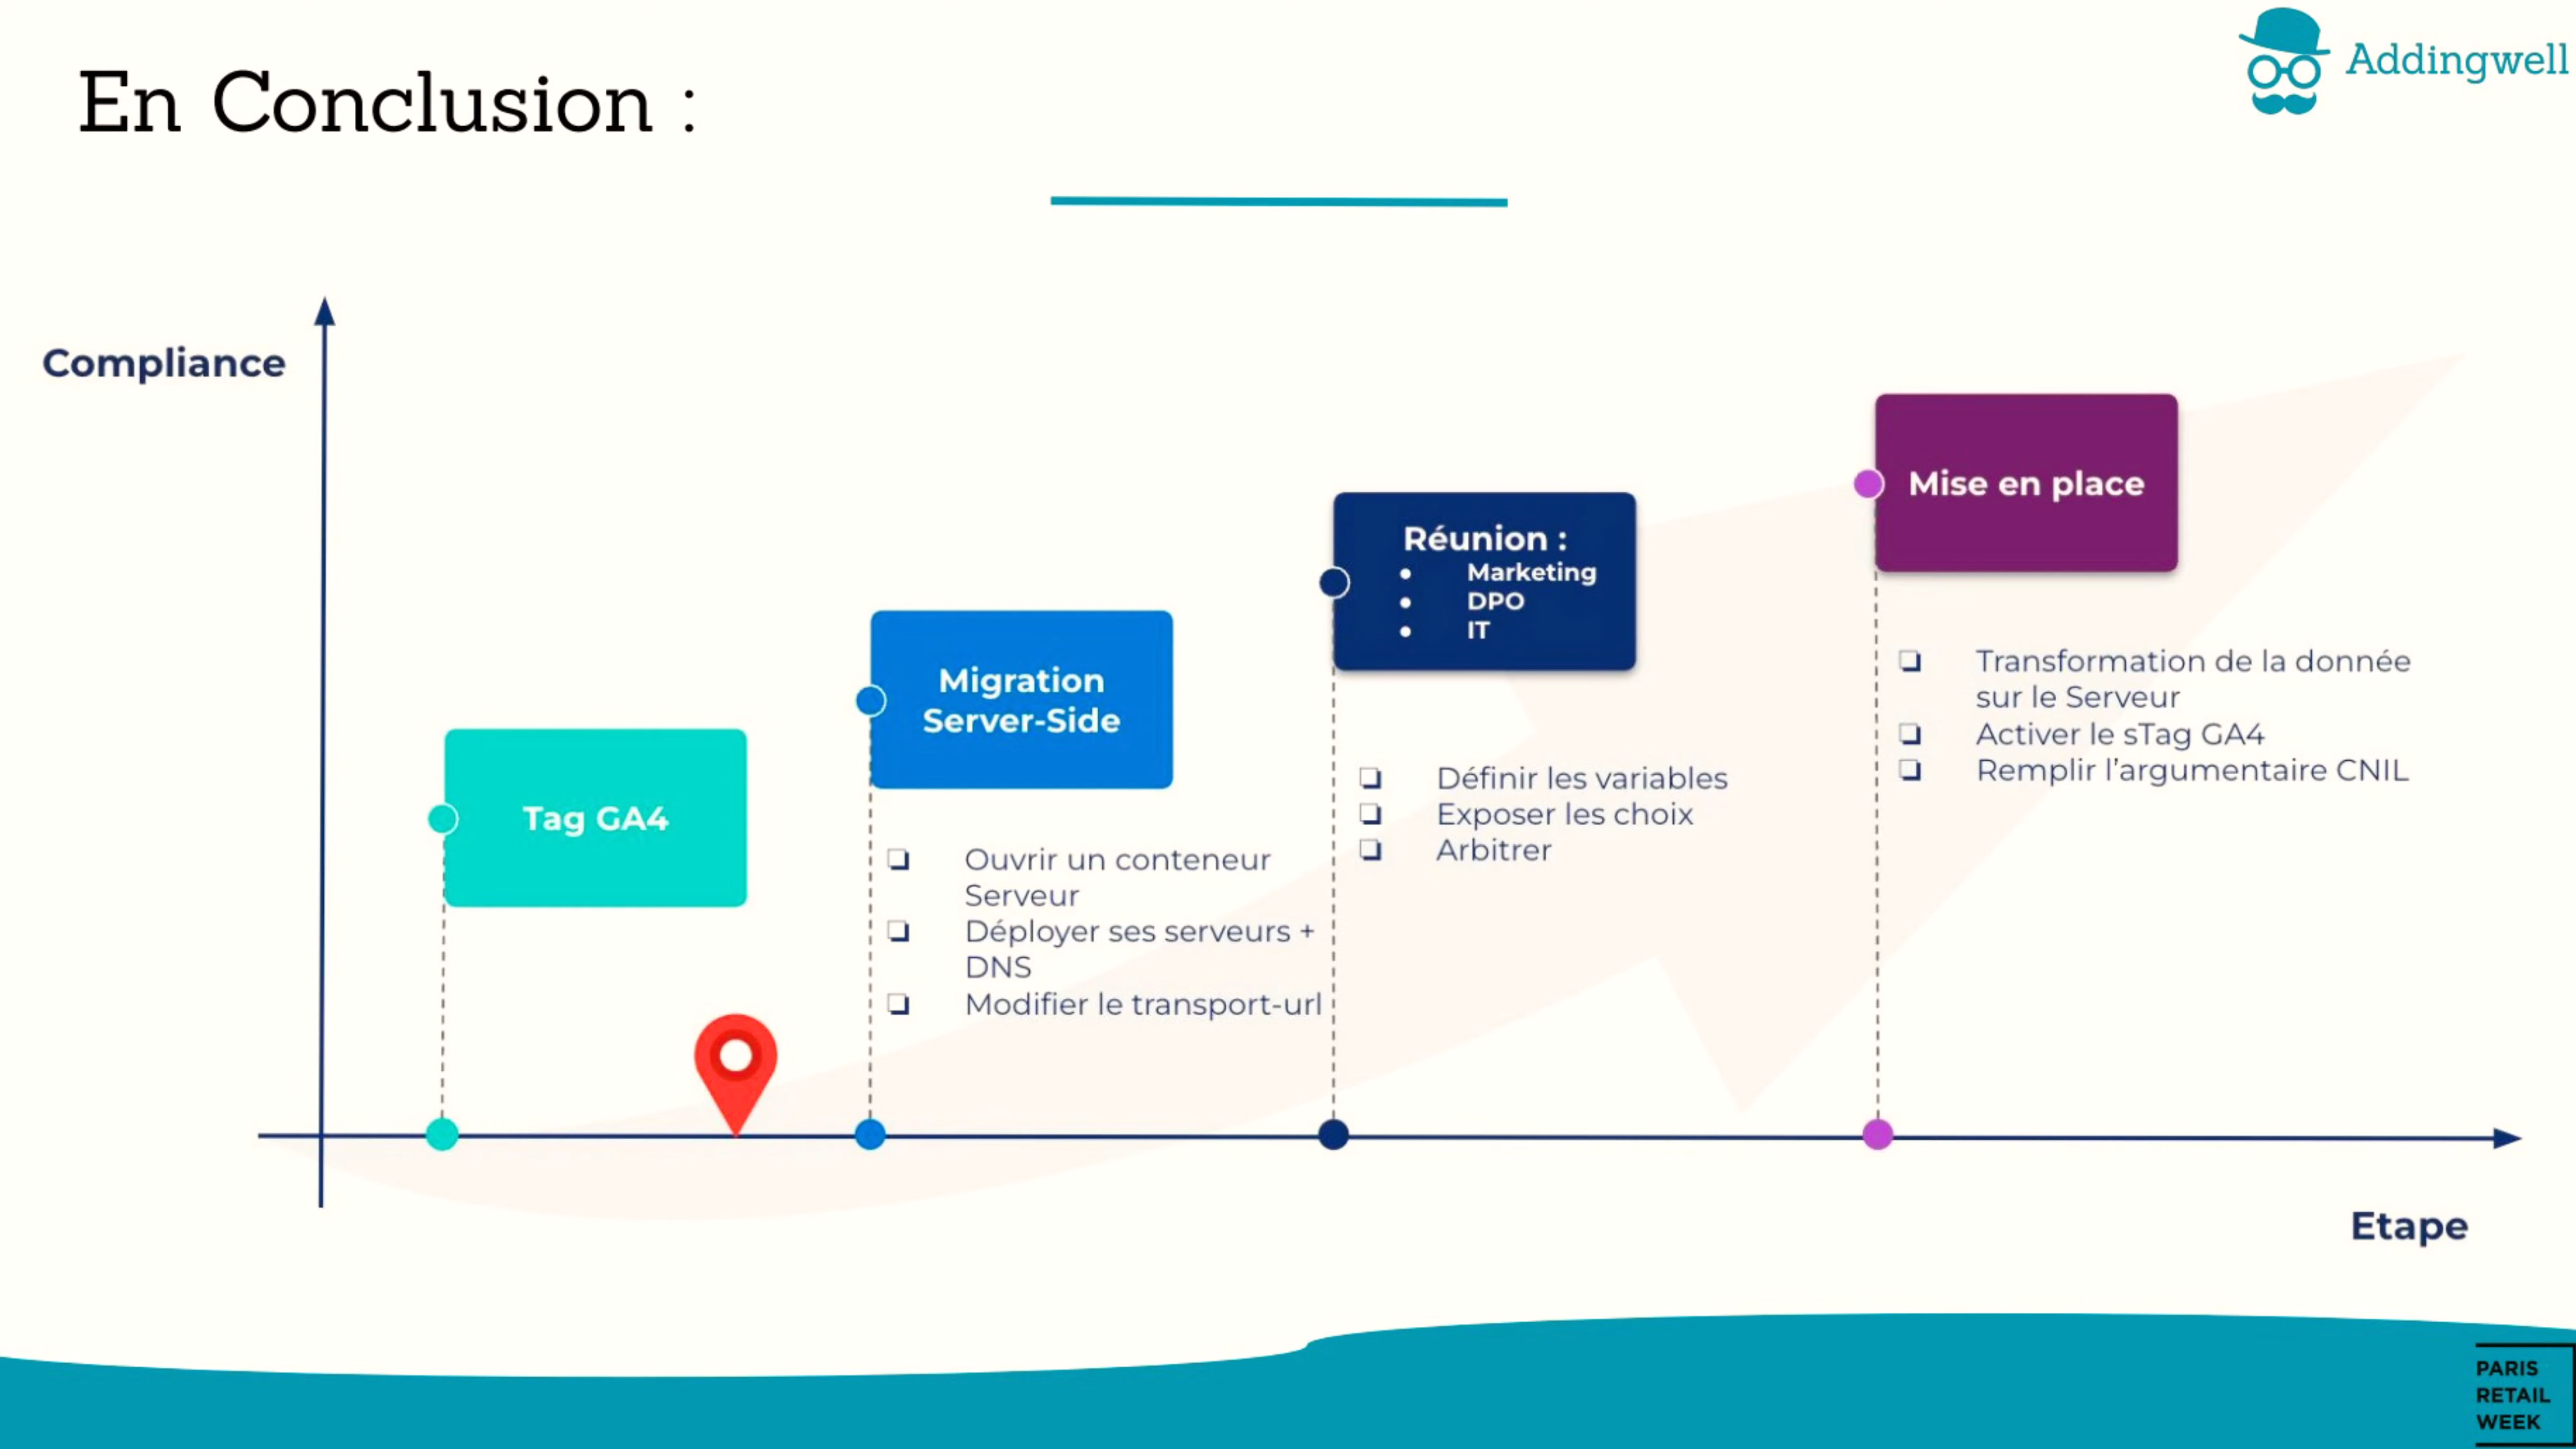 En Conclusion :
Addingwell
Compliance
Tag GA4
Migration
Server-Side
Ouvrir un conteneur
Serveur
Déployer ses serveurs +
DNS
Modifier le transport-url
Réunion :
• Marketing
• DPO
• IT
Définir les variables
Exposer les choix
Arbitrer
Mise en place
Transformation de la donnée
sur le Serveur
Activer le sTag GA4
Remplir l’argumentaire CNIL
Etape
PARIS
RETAIL
WEEK